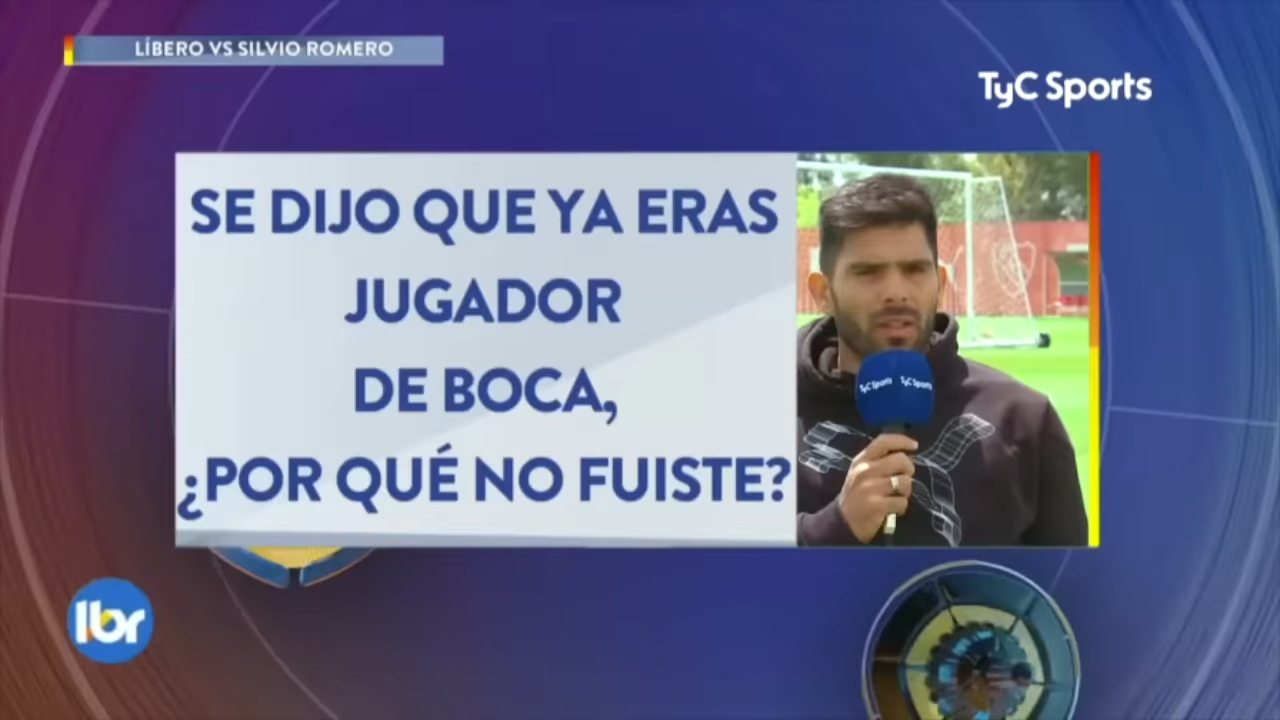 LÍBERO VS SILVIO ROMERO
TyC Sports
SE DIJO QUE YA ERAS
JUGADOR
DE BOCA,
¿POR QUÉ NO FUISTE?
TyC Sports TyC Sports
lbr